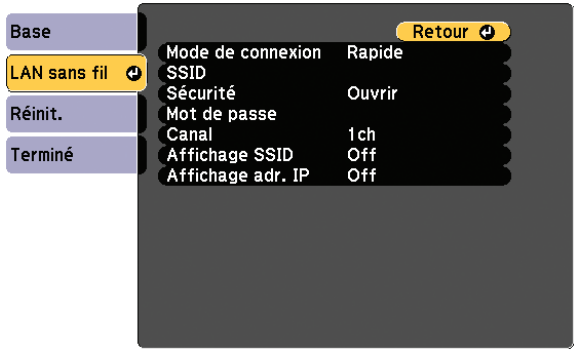 Base
LAN sans fil
Réinit.
Terminé
Retour
Mode de connexion Rapide
SSID
Sécurité Ouvrir
Mot de passe
Canal 1ch
Affichage SSID Off
Affichage adr. IP Off